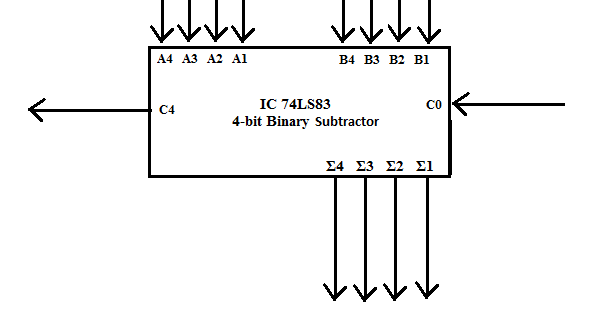 A4 A3 A2 A1 B4 B3 B2 B1
C4 IC 74LS83 C0
4-bit Binary Subtractor
Σ4 Σ3 Σ2 Σ1